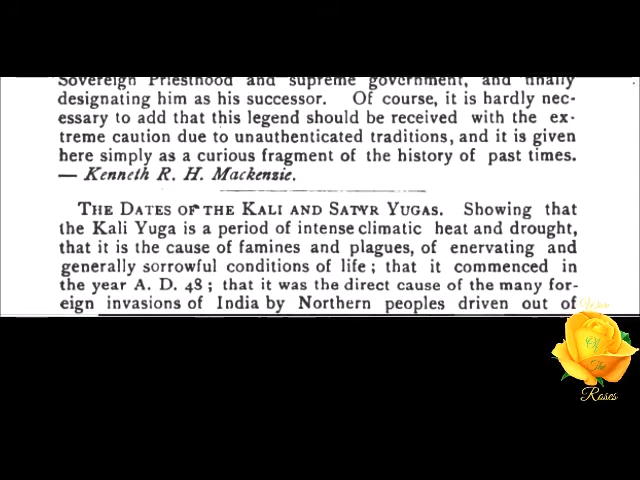 Sovereign Priesthood and supreme government, and finally
designating him as his successor. Of course, it is hardly nec-
essary to add that this legend should be received with the ex-
treme caution due to unauthenticated traditions, and it is given
here simply as a curious fragment of the history of past times.
— Kenneth R. H. Mackenzie.
THE DATES OF THE KALI AND SATYR YUGAS. Showing that
the Kali Yuga is a period of intense climatic heat and drought,
that it is the cause of famines and plagues, of enervating and
generally sorrowful conditions of life; that it commenced in
the year A. D. 48; that it was the direct cause of the many for-
eign invasions of India by Northern peoples driven out of
Of
The
Roses